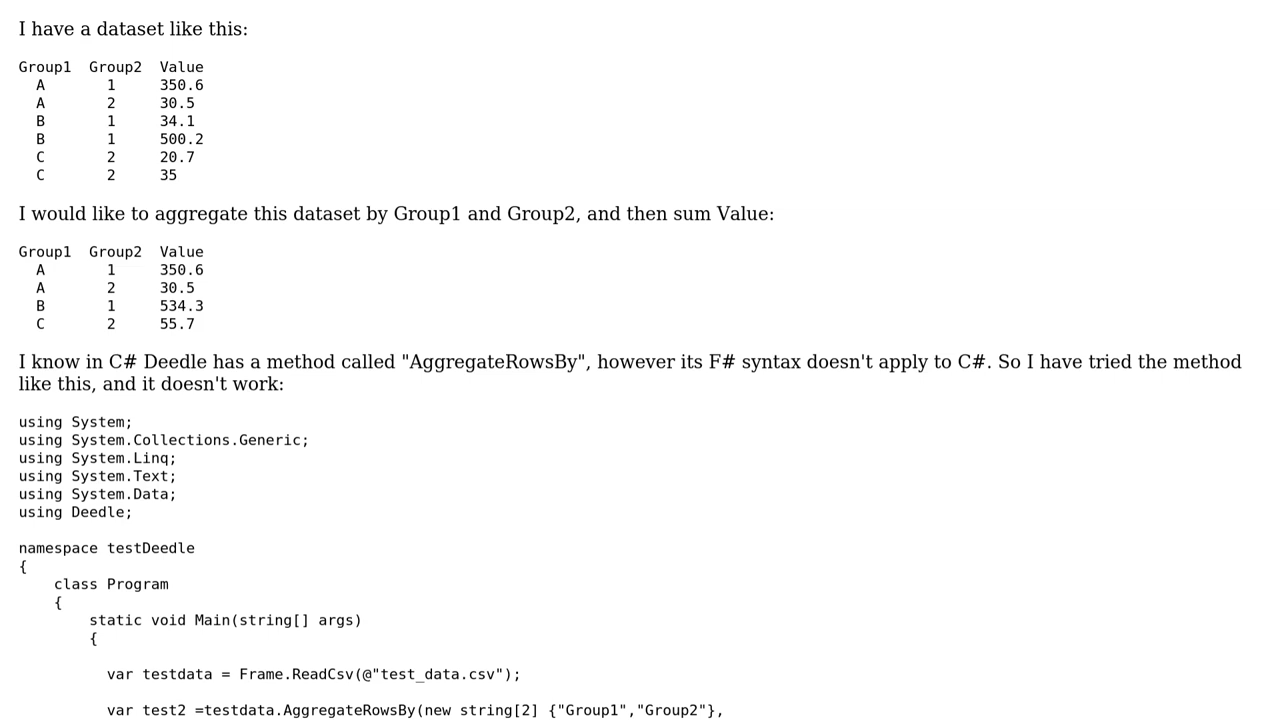 I have a dataset like this:
Group1  Group2  Value
  A       1     350.6
  A       2     30.5
  B       1     34.1
  B       1     500.2
  C       2     20.7
  C       2     35
I would like to aggregate this dataset by Group1 and Group2, and then sum Value:
Group1  Group2  Value
  A       1     350.6
  A       2     30.5
  B       1     534.3
  C       2     55.7
I know in C# Deedle has a method called "AggregateRowsBy", however its F# syntax doesn't apply to C#. So I have tried the method
like this, and it doesn't work:
using System;
using System.Collections.Generic;
using System.Linq;
using System.Text;
using System.Data;
using Deedle;
namespace testDeedle
{
    class Program
    {
        static void Main(string[] args)
        {
          var testdata = Frame.ReadCsv(@"test_data.csv");
          var test2 =testdata.AggregateRowsBy(new string[2] {"Group1","Group2"},